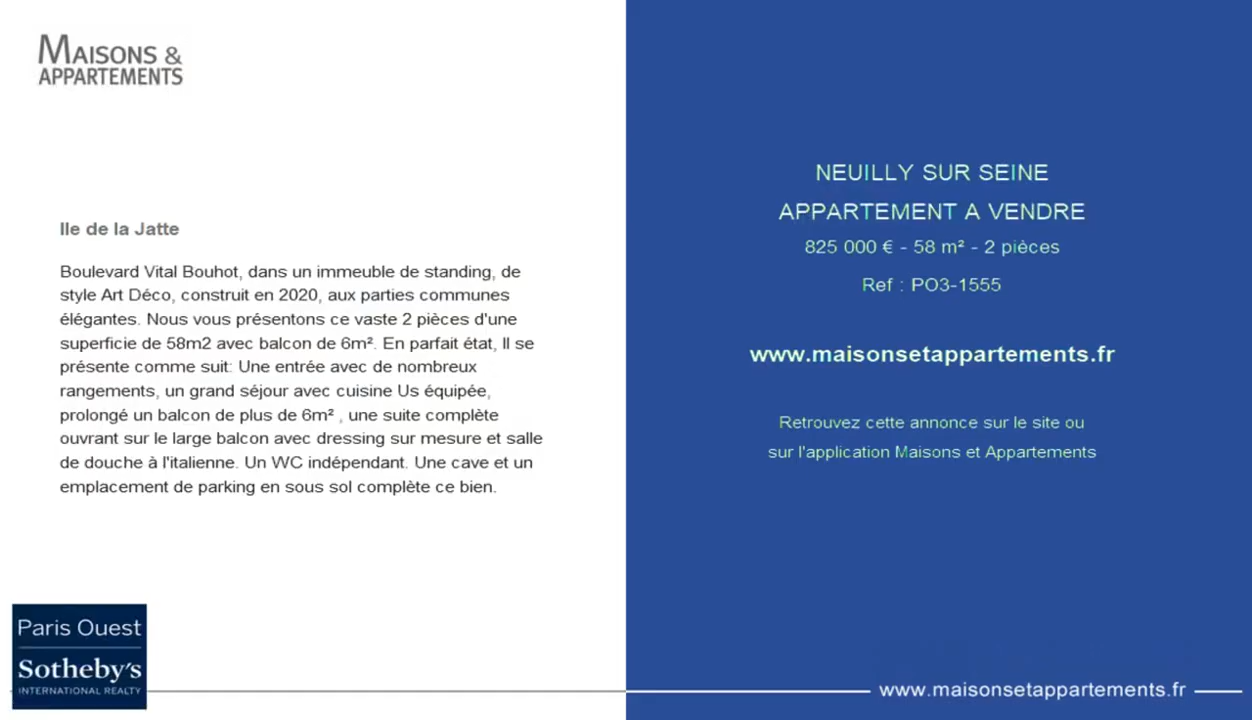 MAISONS &
APPARTEMENTS
Ile de la Jatte
Boulevard Vital Bouhot, dans un immeuble de standing, de
style Art Déco, construit en 2020, aux parties communes
élégantes. Nous vous présentons ce vaste 2 pièces d'une
superficie de 58m2 avec balcon de 6m². En parfait état, Il se
présente comme suit: Une entrée avec de nombreux
rangements, un grand séjour avec cuisine Us équipée,
prolongé un balcon de plus de 6m² , une suite complète
ouvrant sur le large balcon avec dressing sur mesure et salle
de douche à l'italienne. Un WC indépendant. Une cave et un
emplacement de parking en sous sol complète ce bien.
Paris Ouest
Sotheby's
INTERNATIONAL REALTY
NEUILLY SUR SEINE
APPARTEMENT A VENDRE
825 000 € - 58 m² - 2 pièces
Ref : PO3-1555
www.maisonsetappartements.fr
Retrouvez cette annonce sur le site ou
sur l'application Maisons et Appartements
www.maisonsetappartements.fr